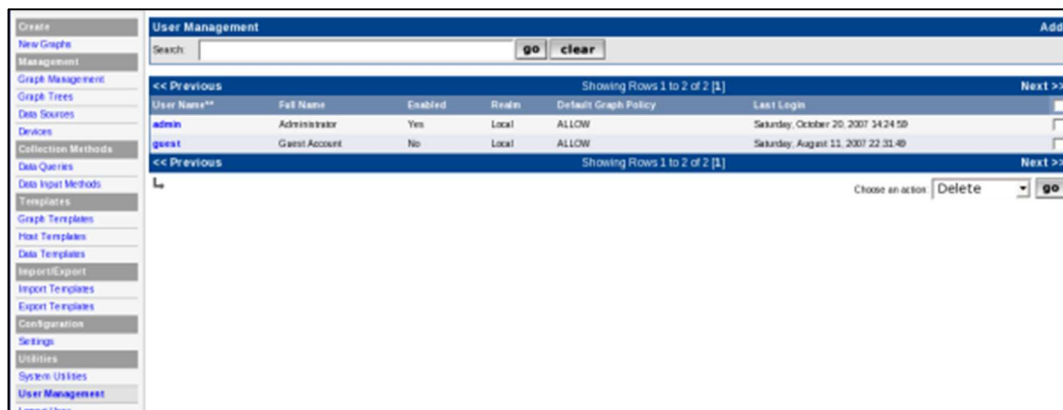 Create
New Graphs
Management
Graph Management
Graph Trees
Data Sources
Devices
Collection Methods
Data Queries
Data Input Methods
Templates
Graph Templates
Host Templates
Data Templates
Import/Export
Import Templates
Export Templates
Configuration
Settings
Utilities
System Utilities
User Management
User Management Add
Search: go clear
<< Previous Showing Rows 1 to 2 of 2 [1] Next >>
User Name** Full Name Enabled Realm Default Graph Policy Last Login
admin Administrator Yes Local ALLOW Saturday, October 20, 2007 14:24:59
guest Guest Account No Local ALLOW Saturday, August 11, 2007 22:31:49
<< Previous Showing Rows 1 to 2 of 2 [1] Next >>
Choose an action: Delete go